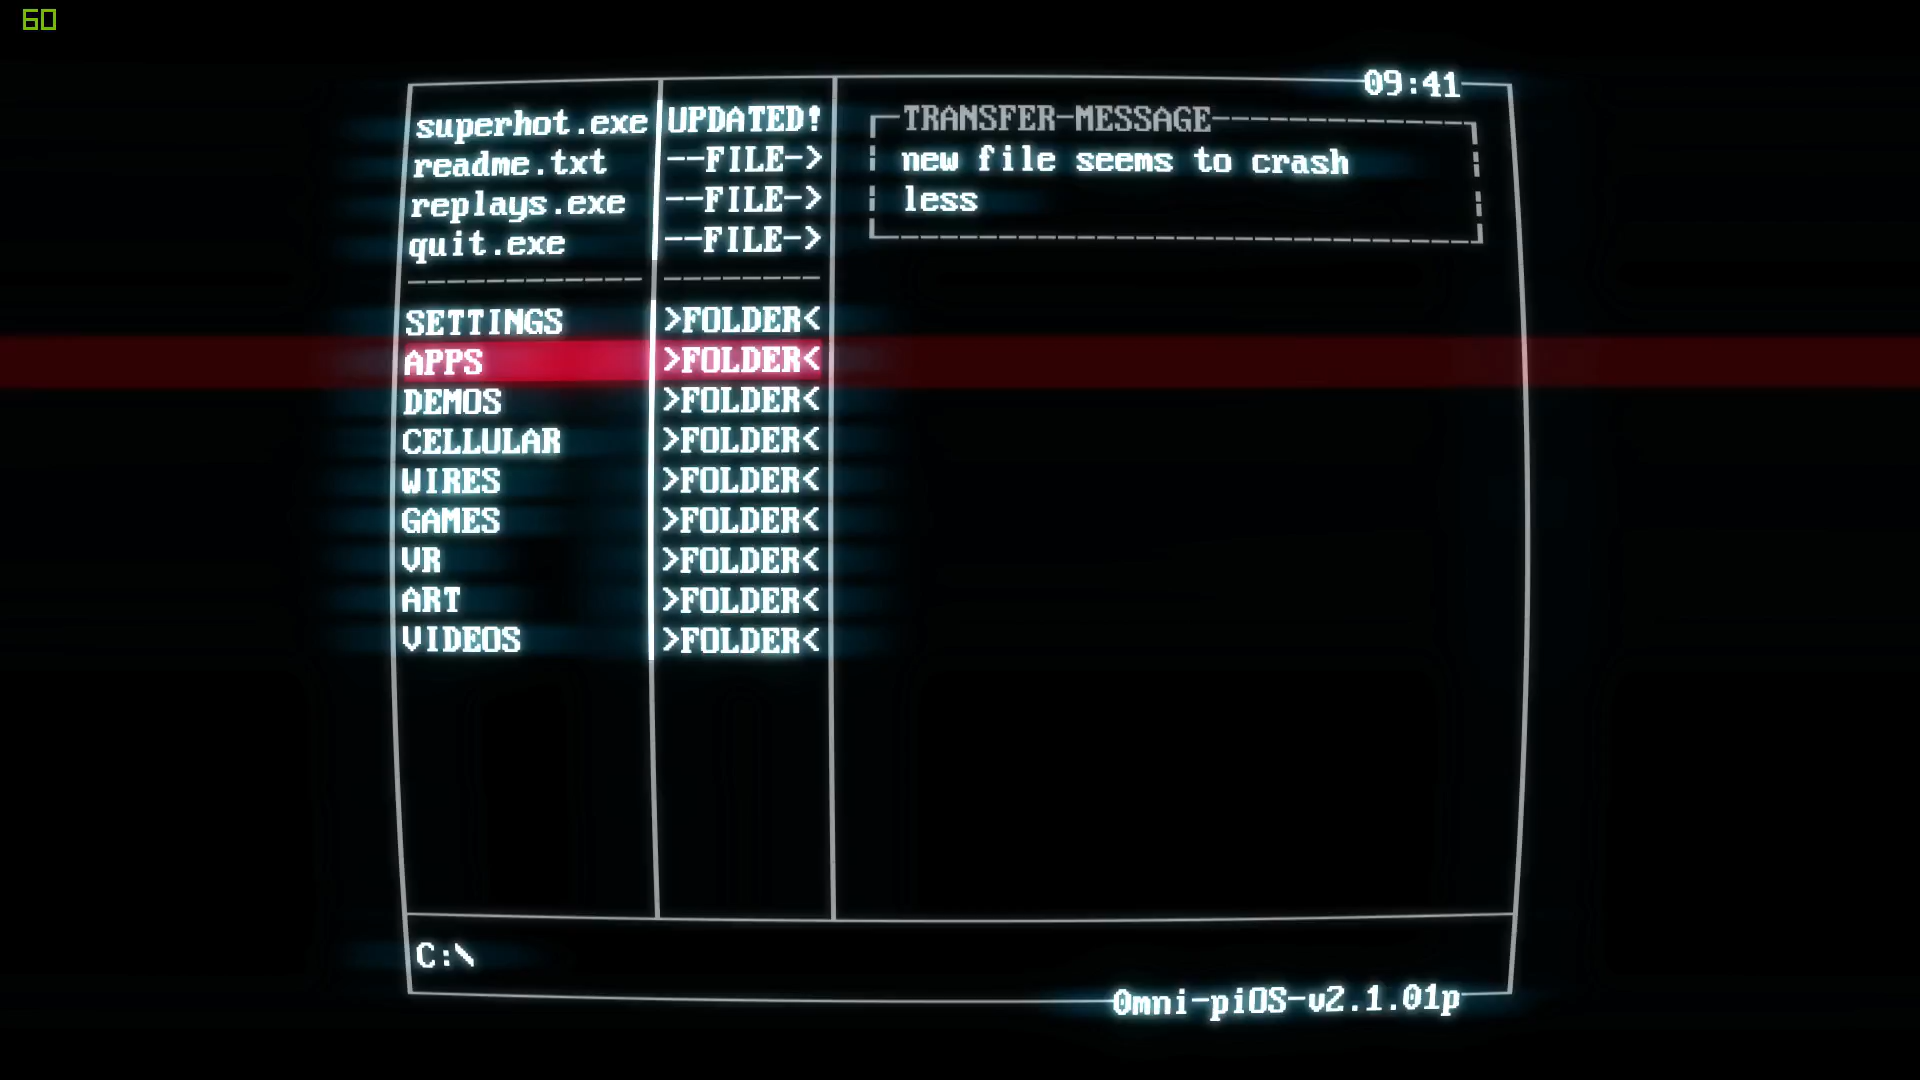 60
09:41
superhot.exe UPDATED!
readme.txt --FILE->
replays.exe --FILE->
quit.exe --FILE->
SETTINGS >FOLDER<
APPS >FOLDER<
DEMOS >FOLDER<
CELLULAR >FOLDER<
WIRES >FOLDER<
GAMES >FOLDER<
VR >FOLDER<
ART >FOLDER<
VIDEOS >FOLDER<
TRANSFER-MESSAGE
new file seems to crash
less
C:\
0mni-piOS-v2.1.01p